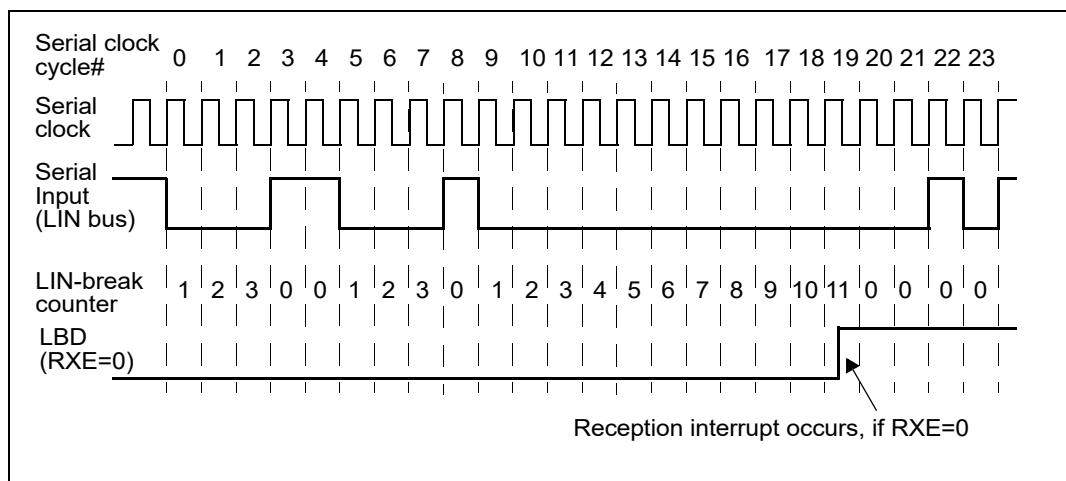 Serial clock
cycle#
0 1 2 3 4 5 6 7 8 9 10 11 12 13 14 15 16 17 18 19 20 21 22 23
Serial
clock
Serial
Input
(LIN bus)
LIN-break
counter
1 2 3 0 0 1 2 3 0 1 2 3 4 5 6 7 8 9 10 11 0 0 0 0
LBD
(RXE=0)
Reception interrupt occurs, if RXE=0